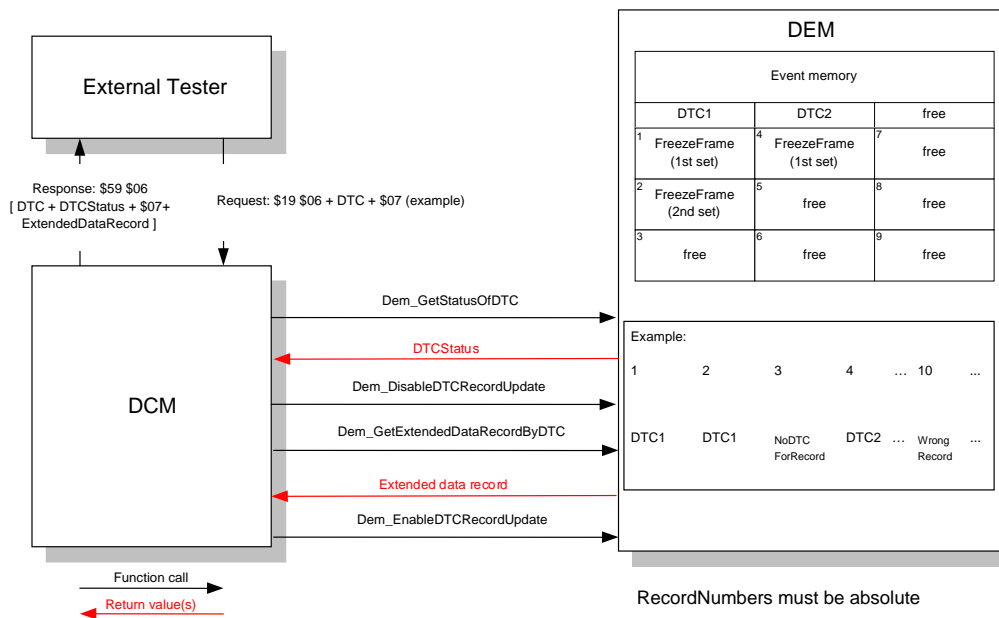 DEM
External Tester
Event memory
DTC1
DTC2
free
1
FreezeFrame
(1st set)
4
FreezeFrame
(1st set)
7
free
2
FreezeFrame
(2nd set)
5
free
8
free
3
free
6
free
9
free
Response: $59 $06
[ DTC + DTCStatus + $07+
ExtendedDataRecord ]
Request: $19 $06 + DTC + $07 (example)
DCM
Dem_GetStatusOfDTC
DTCStatus
Dem_DisableDTCRecordUpdate
Dem_GetExtendedDataRecordByDTC
Extended data record
Dem_EnableDTCRecordUpdate
Example:
1 2 3 4 ... 10 ...
DTC1 DTC1 NoDTC DTC2 ... Wrong ...
ForRecord Record
Function call
Return value(s)
RecordNumbers must be absolute